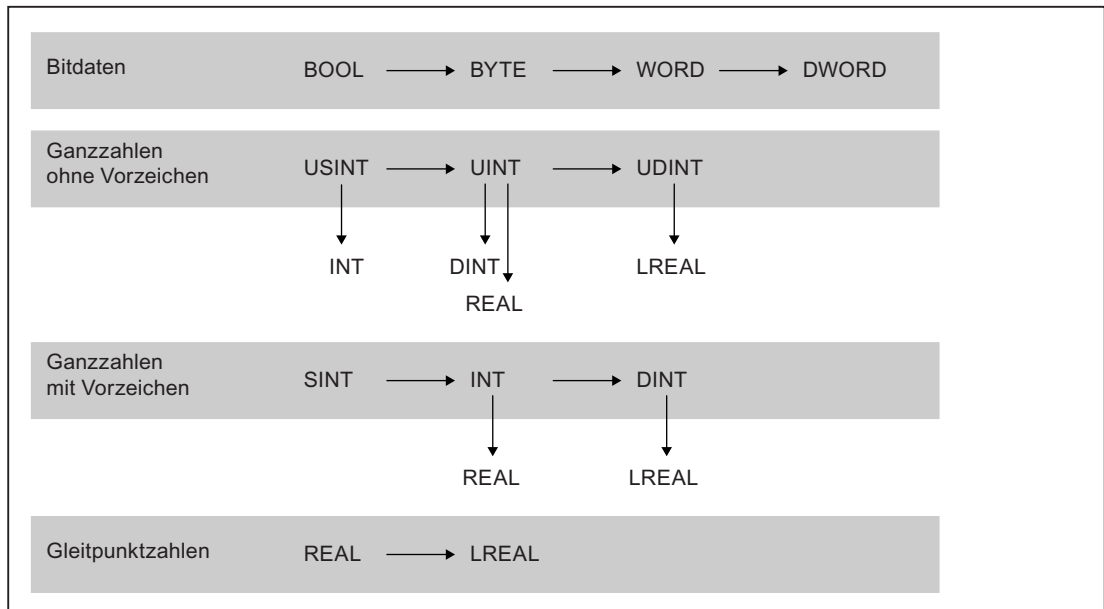 Bitdaten BOOL BYTE WORD DWORD
Ganzzahlen
ohne Vorzeichen USINT UINT UDINT
INT DINT LREAL
REAL
Ganzzahlen
mit Vorzeichen SINT INT DINT
REAL LREAL
Gleitpunktzahlen REAL LREAL